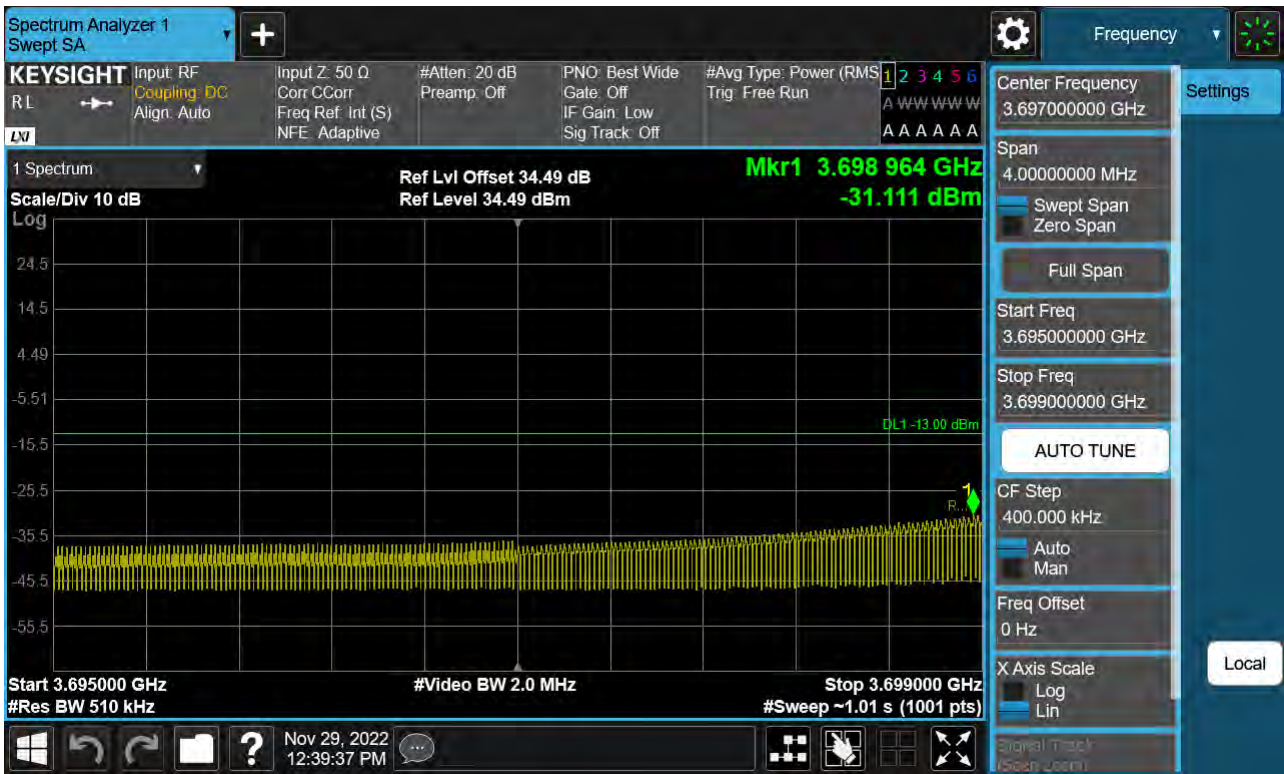 Spectrum Analyzer 1
Swept SA
+
Frequency
KEYSIGHT
RL
LXI
Input: RF
Coupling: DC
Align: Auto
Input Z: 50 Ω
Corr CCorr
Freq Ref: Int (S)
NFE: Adaptive
#Atten: 20 dB
Preamp: Off
PNO: Best Wide
Gate: Off
IF Gain: Low
Sig Track: Off
#Avg Type: Power (RMS
Trig: Free Run
1 2 3 4 5 6
A WW WW W
A A A A A A
1 Spectrum
Scale/Div 10 dB
Log
Ref Lvl Offset 34.49 dB
Ref Level 34.49 dBm
Mkr1 3.698 964 GHz
-31.111 dBm
24.5
14.5
4.49
-5.51
DL1 -13.00 dBm
-15.5
-25.5
1
R...
-35.5
-45.5
-55.5
Start 3.695000 GHz
#Video BW 2.0 MHz
Stop 3.699000 GHz
#Res BW 510 kHz
#Sweep ~1.01 s (1001 pts)
Center Frequency
3.697000000 GHz
Settings
Span
4.00000000 MHz
Swept Span
Zero Span
Full Span
Start Freq
3.695000000 GHz
Stop Freq
3.699000000 GHz
AUTO TUNE
CF Step
400.000 kHz
Auto
Man
Freq Offset
0 Hz
X Axis Scale
Log
Lin
Local
Signal Track
(Span Zoom)
?
Nov 29, 2022
12:39:37 PM